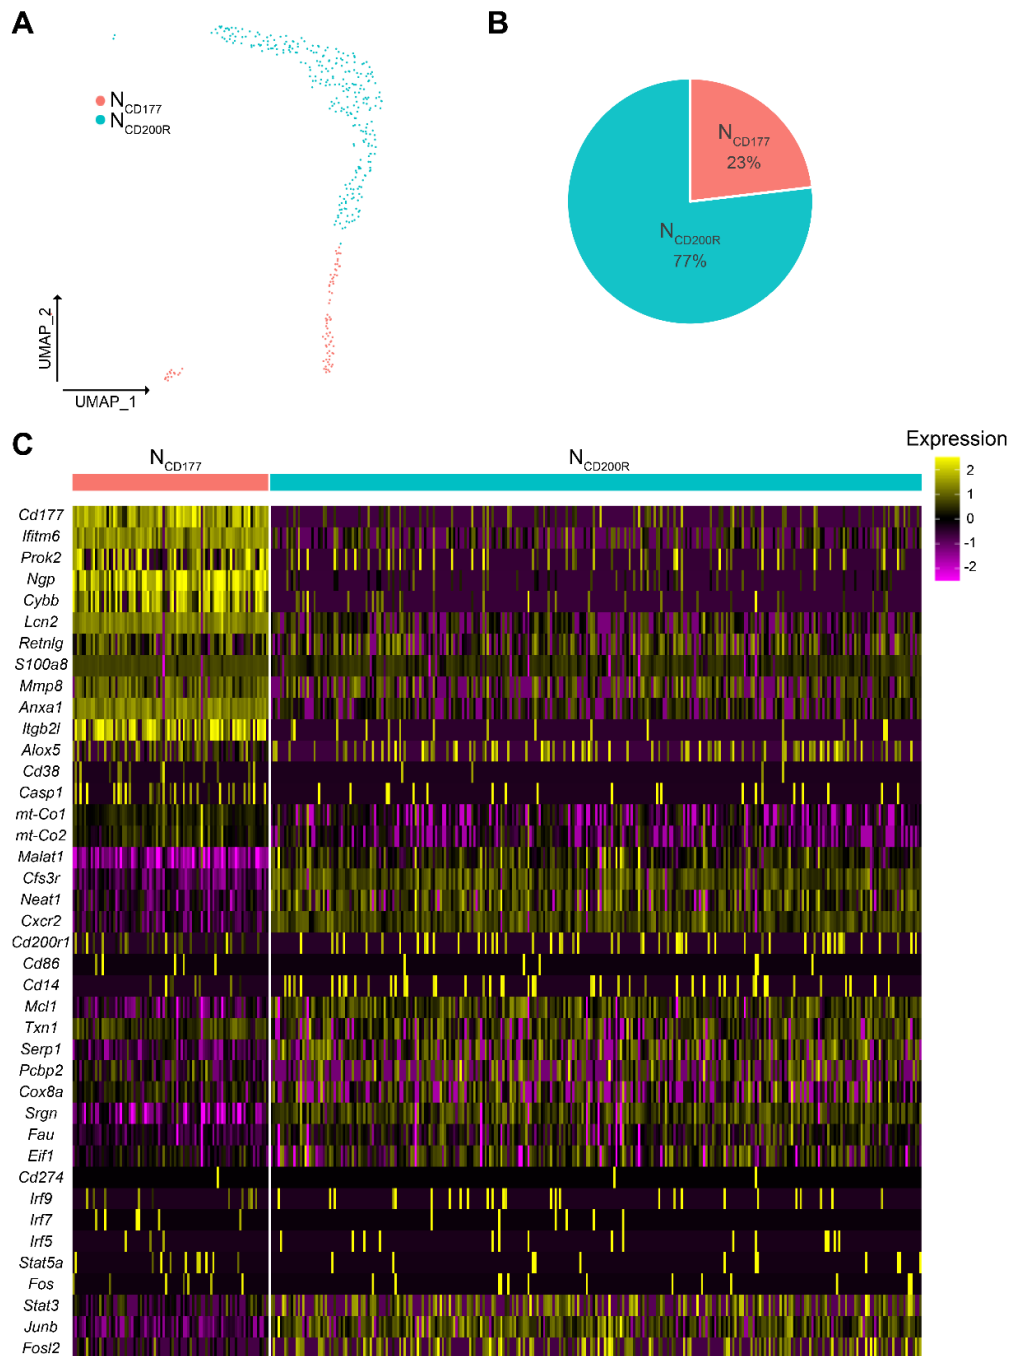 A
B
N CD177
N CD200R
UMAP_2
UMAP_1
N CD177
23%
N CD200R
77%
C
N CD177
N CD200R
Expression
2
1
0
-1
-2
Cd177
Ifitm6
Prok2
Ngp
Cybb
Lcn2
Retnlg
S100a8
Mmp8
Anxa1
Itgb2l
Alox5
Cd38
Casp1
mt-Co1
mt-Co2
Malat1
Cfs3r
Neat1
Cxcr2
Cd200r1
Cd86
Cd14
Mcl1
Txn1
Serp1
Pcbp2
Cox8a
Srgn
Fau
Eif1
Cd274
Irf9
Irf7
Irf5
Stat5a
Fos
Stat3
Junb
Fosl2